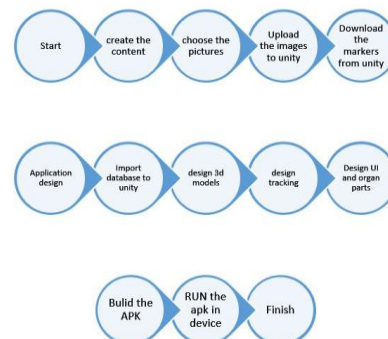 Start
create the
content
choose the
pictures
Upload
the images
to unity
Download
the
markers
from unity
Application
design
Import
database to
unity
design 3d
models
design
tracking
Design UI
and organ
parts
Bulid the
APK
RUN the
apk in
device
Finish